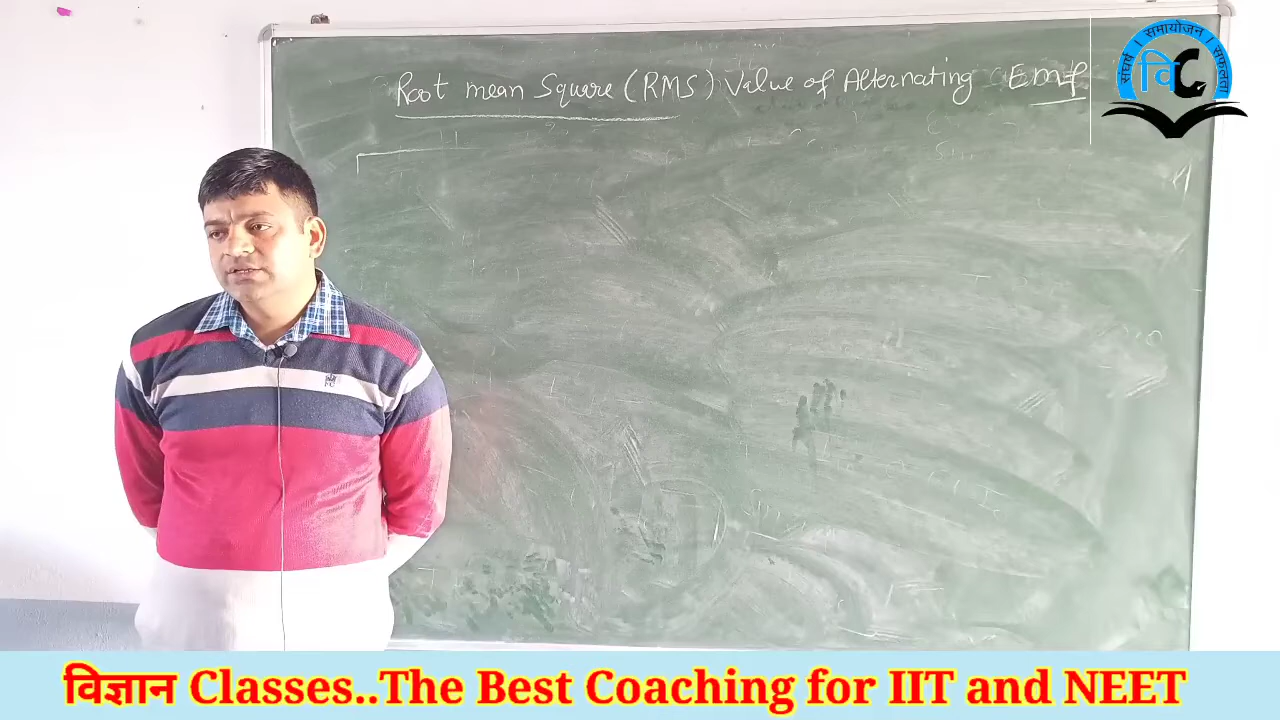 Root mean Square (RMS) Value of Alternating Emf
संघर्ष । समायोजन । सफलता
वि
विज्ञान Classes..The Best Coaching for IIT and NEET